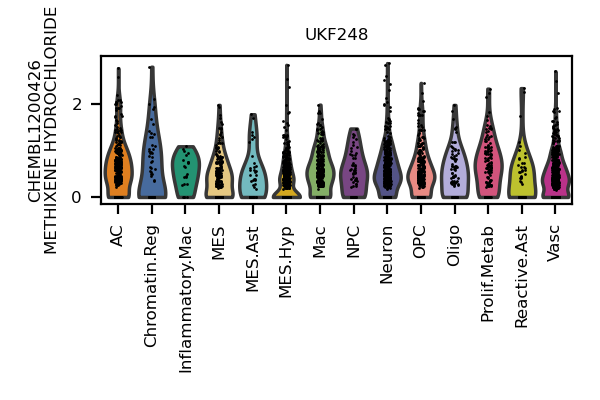 UKF248
CHEMBL1200426
METHIXENE HYDROCHLORIDE
2
0
AC
Chromatin.Reg
Inflammatory.Mac
MES
MES.Ast
MES.Hyp
Mac
NPC
Neuron
OPC
Oligo
Prolif.Metab
Reactive.Ast
Vasc